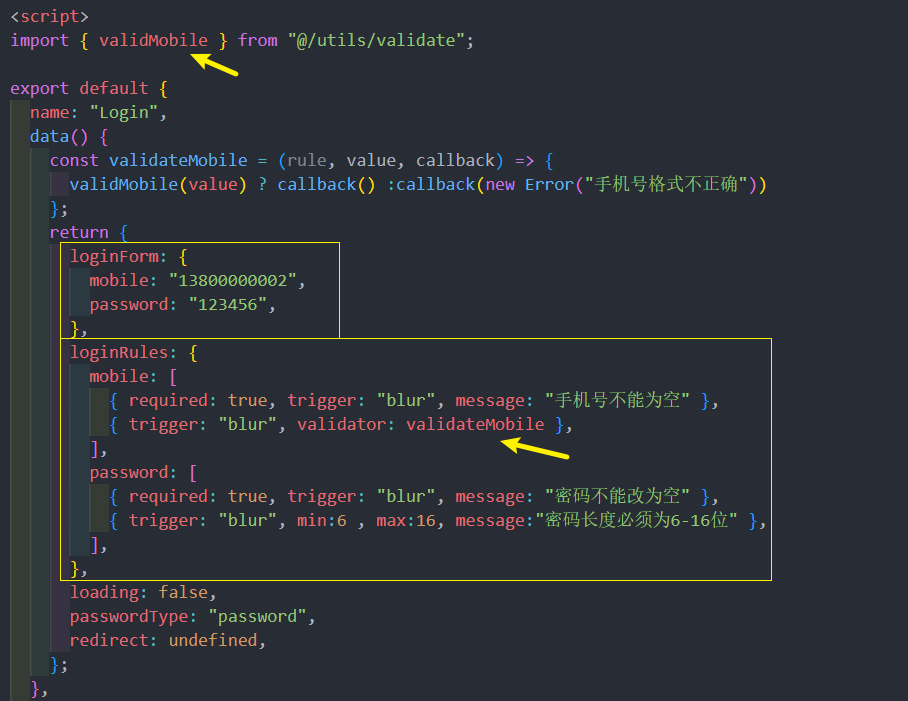 <script>
import { validMobile } from "@/utils/validate";
export default {
name: "Login",
data() {
const validateMobile = (rule, value, callback) => {
validMobile(value) ? callback() :callback(new Error("手机号格式不正确"))
};
return {
loginForm: {
mobile: "13800000002",
password: "123456",
},
loginRules: {
mobile: [
{ required: true, trigger: "blur", message: "手机号不能为空" },
{ trigger: "blur", validator: validateMobile },
],
password: [
{ required: true, trigger: "blur", message: "密码不能改为空" },
{ trigger: "blur", min:6 , max:16, message:"密码长度必须为6-16位" },
],
},
loading: false,
passwordType: "password",
redirect: undefined,
};
},